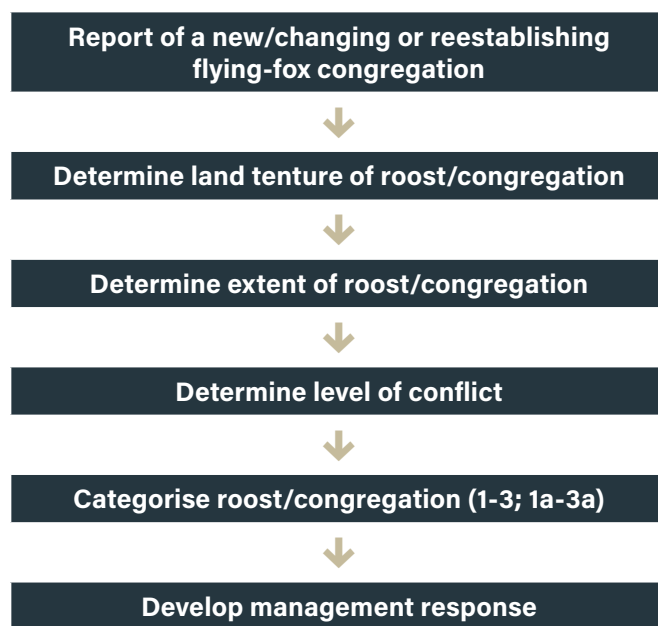 Report of a new/changing or reestablishing
flying-fox congregation
Determine land tenture of roost/congregation
Determine extent of roost/congregation
Determine level of conflict
Categorise roost/congregation (1-3; 1a-3a)
Develop management response